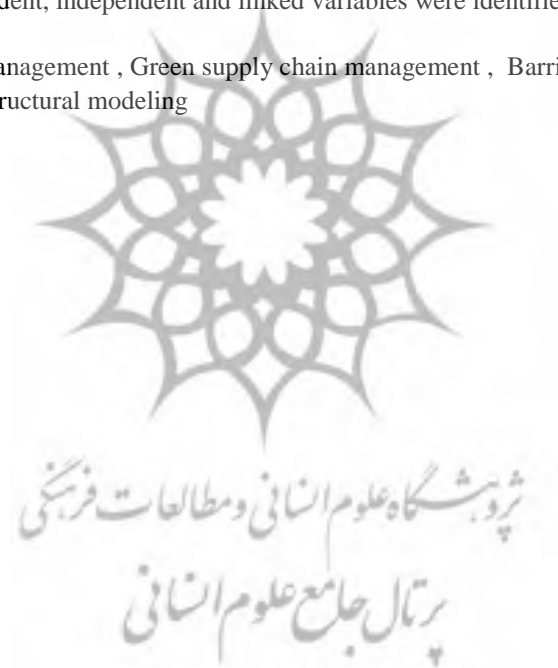 dent, independent and linked variables were identifie
anagement , Green supply chain management , Barri
ructural modeling
پژوهشگاه علوم انسانی و مطالعات فرهنگی
پرتال جامع علوم انسانی